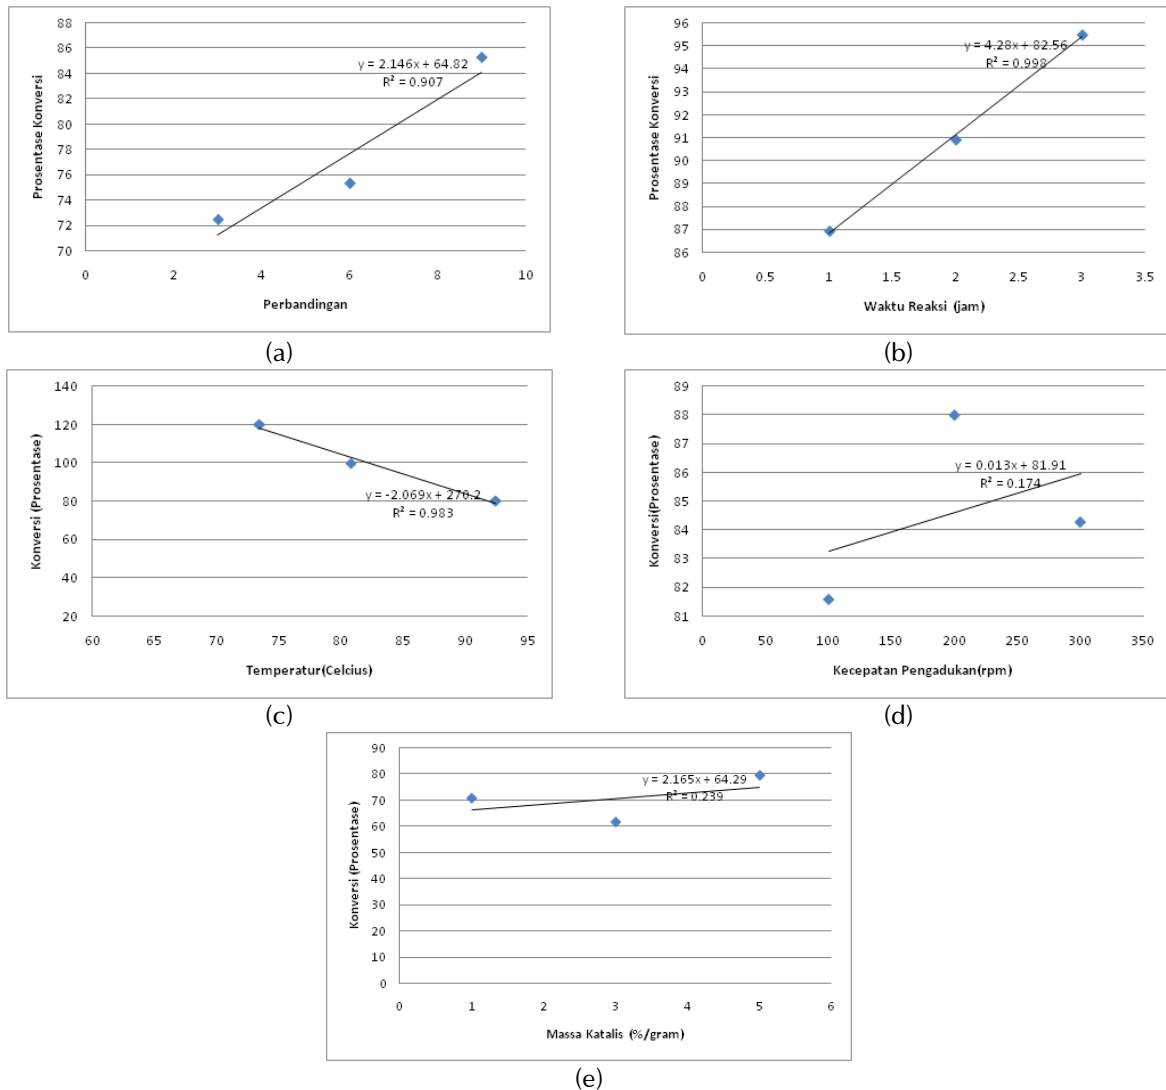 88
86
84
82
80
78
76
74
72
70
Prosentase Konversi
y = 2.146x + 64.82
R² = 0.907
0 2 4 6 8 10
Perbandingan
(a)
96
95
94
93
92
91
90
89
88
87
86
Prosentase Konversi
y = 4.28x + 82.56
R² = 0.998
0 0.5 1 1.5 2 2.5 3 3.5
Waktu Reaksi (jam)
(b)
140
120
100
80
60
40
20
Konversi (Prosentase)
y = -2.069x + 270.2
R² = 0.983
60 65 70 75 80 85 90 95
Temperatur(Celcius)
(c)
89
88
87
86
85
84
83
82
81
Konversi(Prosentase)
y = 0.013x + 81.91
R² = 0.174
0 50 100 150 200 250 300 350
Kecepatan Pengadukan(rpm)
(d)
90
80
70
60
50
40
30
20
10
0
Konversi (Prosentase)
y = 2.165x + 64.29
R² = 0.239
0 1 2 3 4 5 6
Massa Katalis (%/gram)
(e)